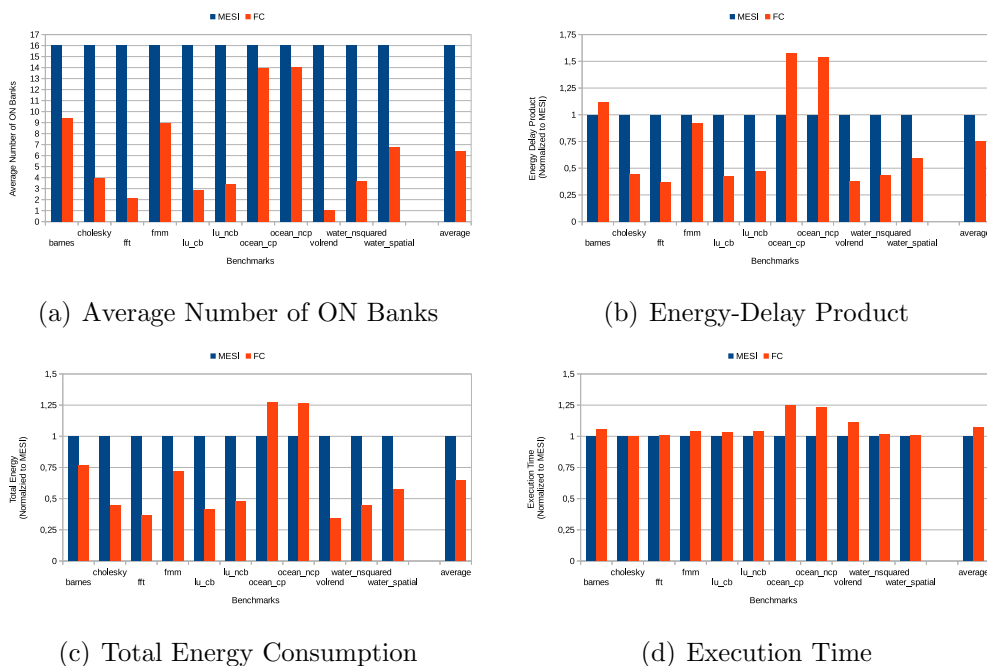 MESI FC
Average Number of ON Banks
17
16
15
14
13
12
11
10
9
8
7
6
5
4
3
2
1
0
cholesky fmm lu_ncb ocean_ncp water_nsquared average
barnes fft lu_cb ocean_cp volrend water_spatial
Benchmarks
(a) Average Number of ON Banks
MESI FC
Energy Delay Product
(Normalized to MESI)
1,75
1,5
1,25
1
0,75
0,5
0,25
0
cholesky fmm lu_ncb ocean_ncp water_nsquared average
barnes fft lu_cb ocean_cp volrend water_spatial
Benchmarks
(b) Energy-Delay Product
MESI FC
Total Energy
(Normalzied to MESI)
1,5
1,25
1
0,75
0,5
0,25
0
cholesky fmm lu_ncb ocean_ncp water_nsquared average
barnes fft lu_cb ocean_cp volrend water_spatial
Benchmarks
(c) Total Energy Consumption
MESI FC
Execution Time
(Normalized to MESI)
1,5
1,25
1
0,75
0,5
0,25
0
cholesky fmm lu_ncb ocean_ncp water_nsquared average
barnes fft lu_cb ocean_cp volrend water_spatial
Benchmarks
(d) Execution Time